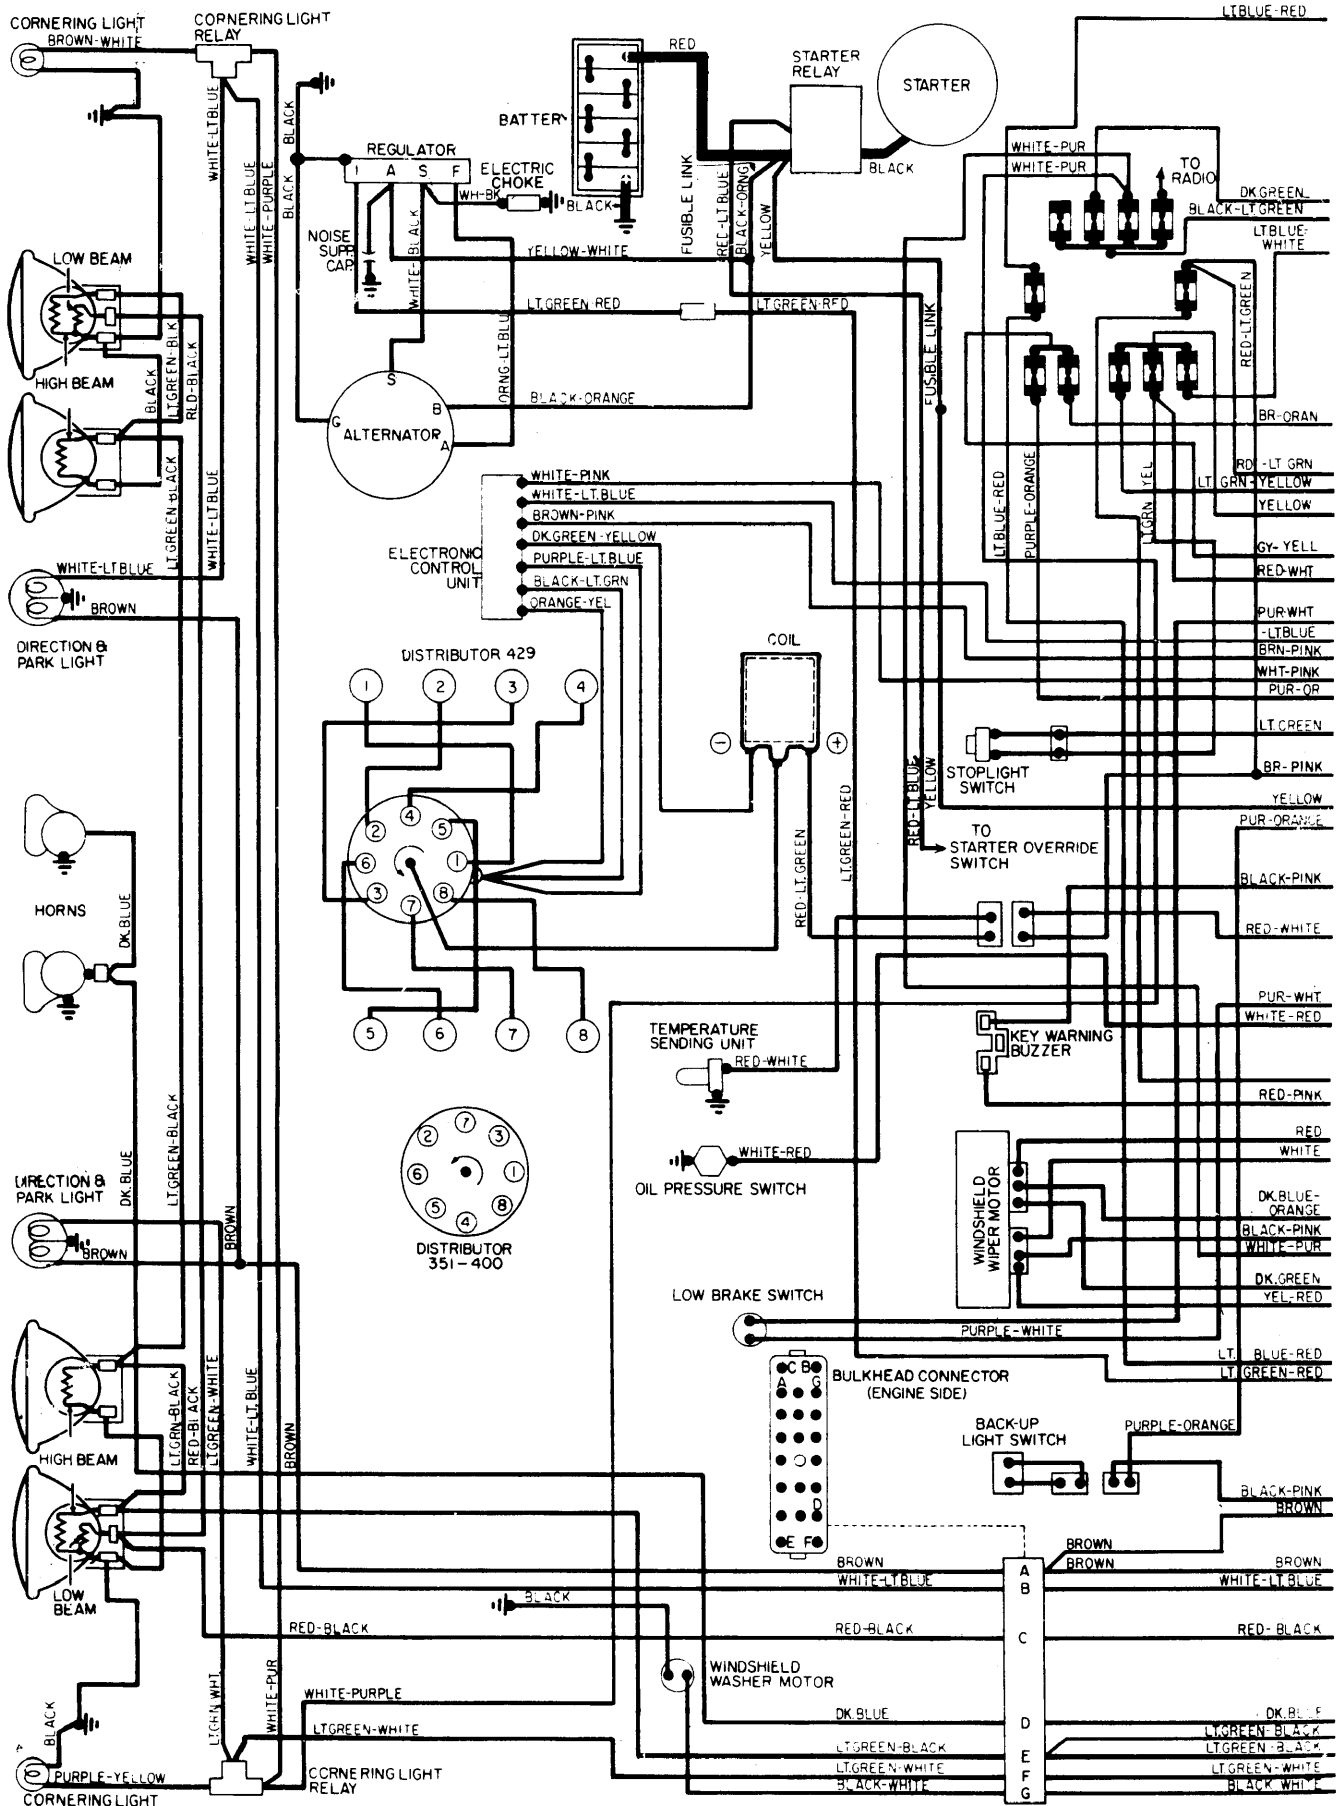 CORNERING LIGHT
BROWN-WHITE
CORNERING LIGHT
RELAY
RED
STARTER
RELAY
STARTER
LT.BLUE-RED
BATTERY
BLACK
BLACK
WHITE-PUR
WHITE-PUR
TO
RADIO
DK.GREEN
BLACK-LT.GREEN
LT.BLUE-
WHITE
WHITE-LT.BLUE
WHITE-LT.BLUE
WHITE-PURPLE
BLACK
BLACK
REGULATOR
I A S F
ELECTRIC
CHOKE
WH-BK
FUSIBLE LINK
RED-LT.BLUE
BLACK-ORNG
YELLOW
NOISE
SUPP.
CAP.
WHITE-BLACK
YELLOW-WHITE
LOW BEAM
LT.GREEN-RED
LT.GREEN-RED
RED-LT.GREEN
HIGH BEAM
BLACK
LT.GREEN-BLK
RED-BLACK
ORNG-LT.BLU
FUSIBLE LINK
S
B
BLACK-ORANGE
G
ALTERNATOR
A
BR-ORAN
LT.GREEN-BLACK
WHITE-LT.BLUE
WHITE-PINK
WHITE-LT.BLUE
BROWN-PINK
DK.GREEN-YELLOW
PURPLE-LT.BLUE
BLACK-LT.GRN
ORANGE-YEL
ELECTRONIC
CONTROL
UNIT
LT.BLUE-RED
PURPLE-ORANGE
LT.GRN
YEL
RD-LT GRN
LT. GRN-YELLOW
YELLOW
GY-YELL
RED-WHT
WHITE-LT.BLUE
BROWN
DIRECTION &
PARK LIGHT
PUR-WHT
-LT.BLUE
BRN-PINK
WHT-PINK
PUR-OR
DISTRIBUTOR 429
1 2 3 4
COIL
- +
LT.GREEN
STOPLIGHT
SWITCH
BR-PINK
YELLOW
PUR-ORANGE
RED-LT.BLUE
YELLOW
4
2 5
6 1
3 8
7
LT.GREEN-RED
RED-LT.GREEN
TO
STARTER OVERRIDE
SWITCH
BLACK-PINK
HORNS
DK.BLUE
RED-WHITE
5 6 7 8
TEMPERATURE
SENDING UNIT
RED-WHITE
KEY WARNING
BUZZER
PUR-WHT
WHITE-RED
RED-PINK
7
2 3
6 1
5 8
4
DISTRIBUTOR
351-400
WHITE-RED
OIL PRESSURE SWITCH
WINDSHIELD
WIPER MOTOR
RED
WHITE
DK.BLUE-
ORANGE
BLACK-PINK
WHITE-PUR
DK.GREEN
YEL-RED
DK.BLUE
LT.GREEN-BLACK
DIRECTION &
PARK LIGHT
BROWN
BROWN
LOW BRAKE SWITCH
PURPLE-WHITE
LT. BLUE-RED
LT GREEN-RED
C B
A G
D
E F
BULKHEAD CONNECTOR
(ENGINE SIDE)
HIGH BEAM
LT.GRN-BLACK
RED-BLACK
LT.GREEN-WHITE
WHITE-LT.BLUE
BROWN
BACK-UP
LIGHT SWITCH
PURPLE-ORANGE
BLACK-PINK
BROWN
LOW
BEAM
BROWN
WHITE-LT.BLUE
BROWN
BROWN
A
B
BROWN
WHITE-LT.BLUE
BLACK
RED-BLACK
RED-BLACK
C
RED-BLACK
WINDSHIELD
WASHER MOTOR
BLACK
LT.GRN WHT
WHITE-PUR
WHITE-PURPLE
LT.GREEN-WHITE
DK.BLUE
D
DK.BLUE
LT.GREEN-BLACK
LT.GREEN-BLACK
E
LT.GREEN-BLACK
LT.GREEN-WHITE
F
LT.GREEN-WHITE
BLACK-WHITE
G
BLACK WHITE
PURPLE-YELLOW
CORNERING LIGHT
CORNERING LIGHT
RELAY